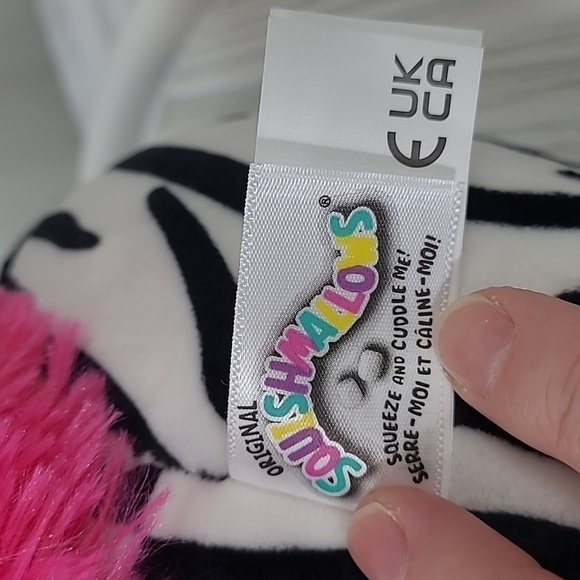 UK
CA
CE
ORIGINAL
SQUISHMALLOWS®
SQUEEZE AND CUDDLE ME!
SERRE-MOI ET CÂLINE-MOI!